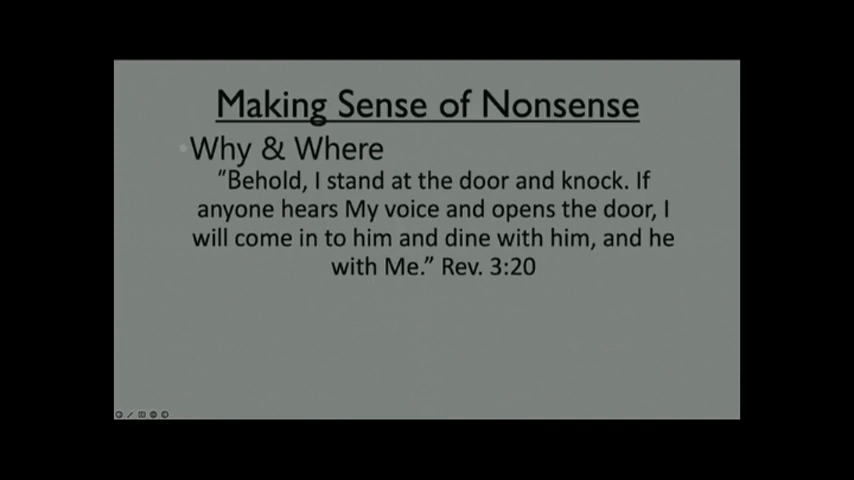 Making Sense of Nonsense
•Why & Where
"Behold, I stand at the door and knock. If
anyone hears My voice and opens the door, I
will come in to him and dine with him, and he
with Me.” Rev. 3:20